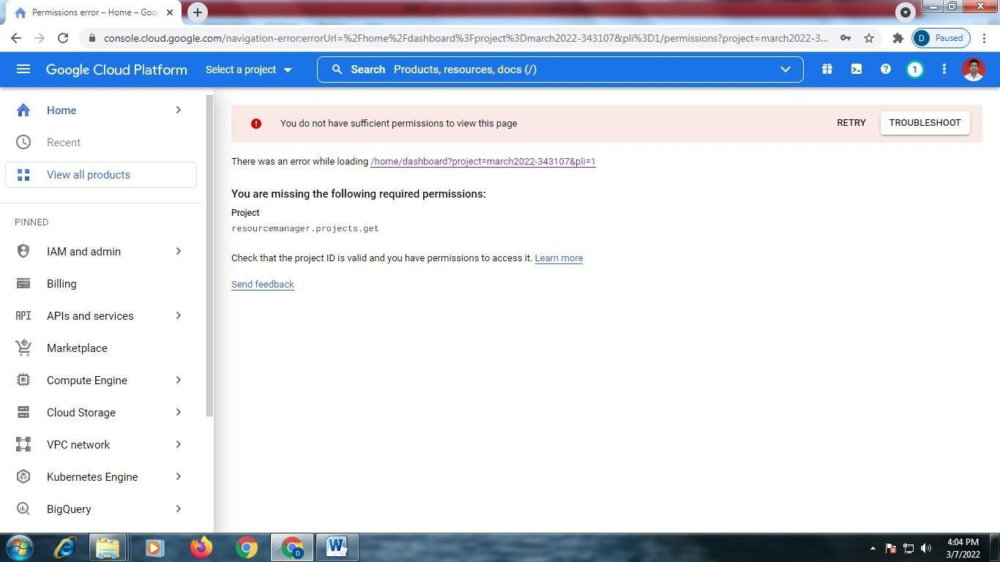 Permissions error – Home – Goo
console.cloud.google.com/navigation-error;errorUrl=%2Fhome%2Fdashboard%3Fproject%3Dmarch2022-343107&pli%3D1/permissions?project=march2022-3...
D Paused
Google Cloud Platform
Select a project
Search Products, resources, docs (/)
1
Home
Recent
View all products
PINNED
IAM and admin
Billing
API APIs and services
Marketplace
Compute Engine
Cloud Storage
VPC network
Kubernetes Engine
BigQuery
You do not have sufficient permissions to view this page
RETRY
TROUBLESHOOT
There was an error while loading /home/dashboard?project=march2022-343107&pli=1
You are missing the following required permissions:
Project
resourcemanager.projects.get
Check that the project ID is valid and you have permissions to access it. Learn more
Send feedback
D
W
4:04 PM
3/7/2022